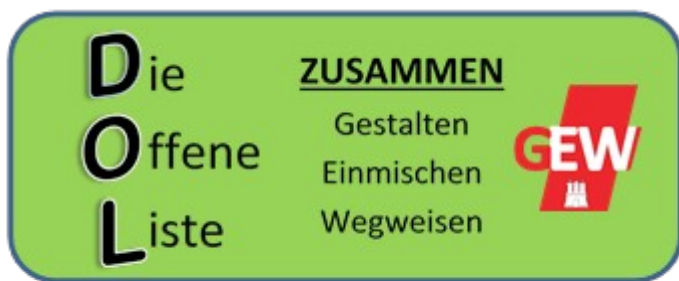 Die
Offene
Liste
ZUSAMMEN
Gestalten
Einmischen
Wegweisen
GEW